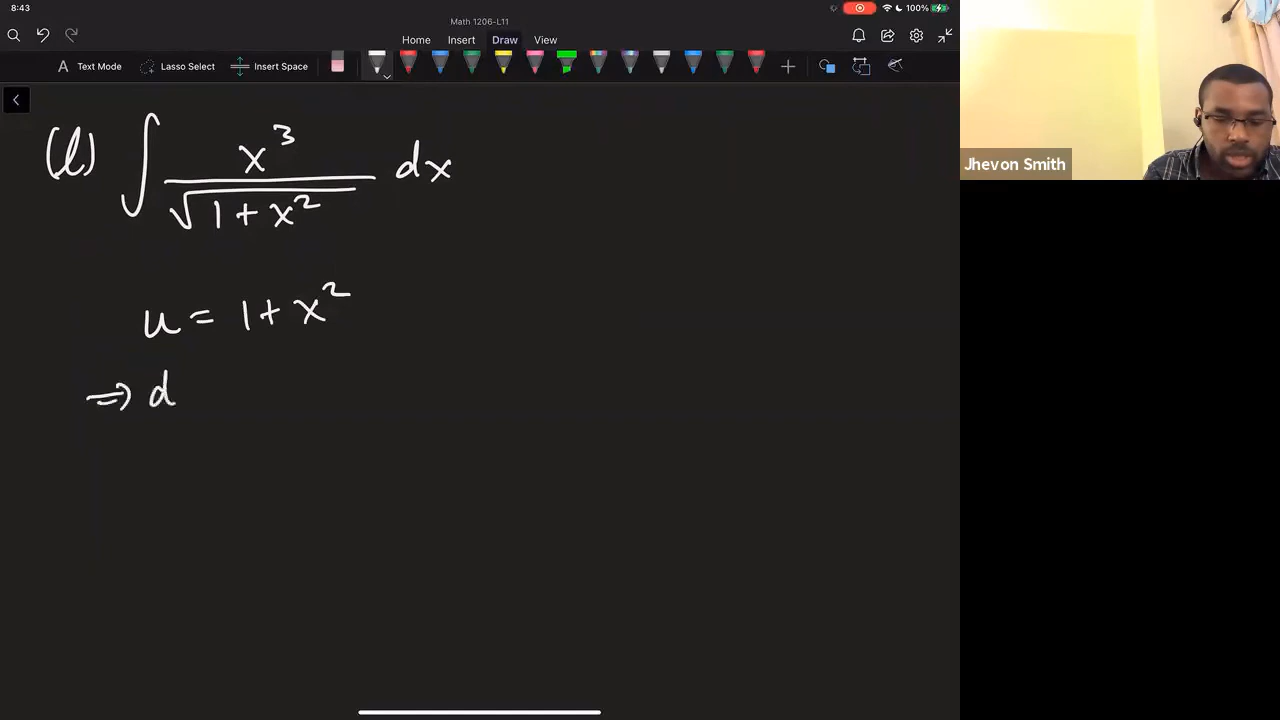 8:43
100%
Math 1206-L11
Home Insert Draw View
Text Mode Lasso Select Insert Space
(l) ∫ x³ / √(1 + x²) dx
u = 1 + x²
⇒ d
Jhevon Smith